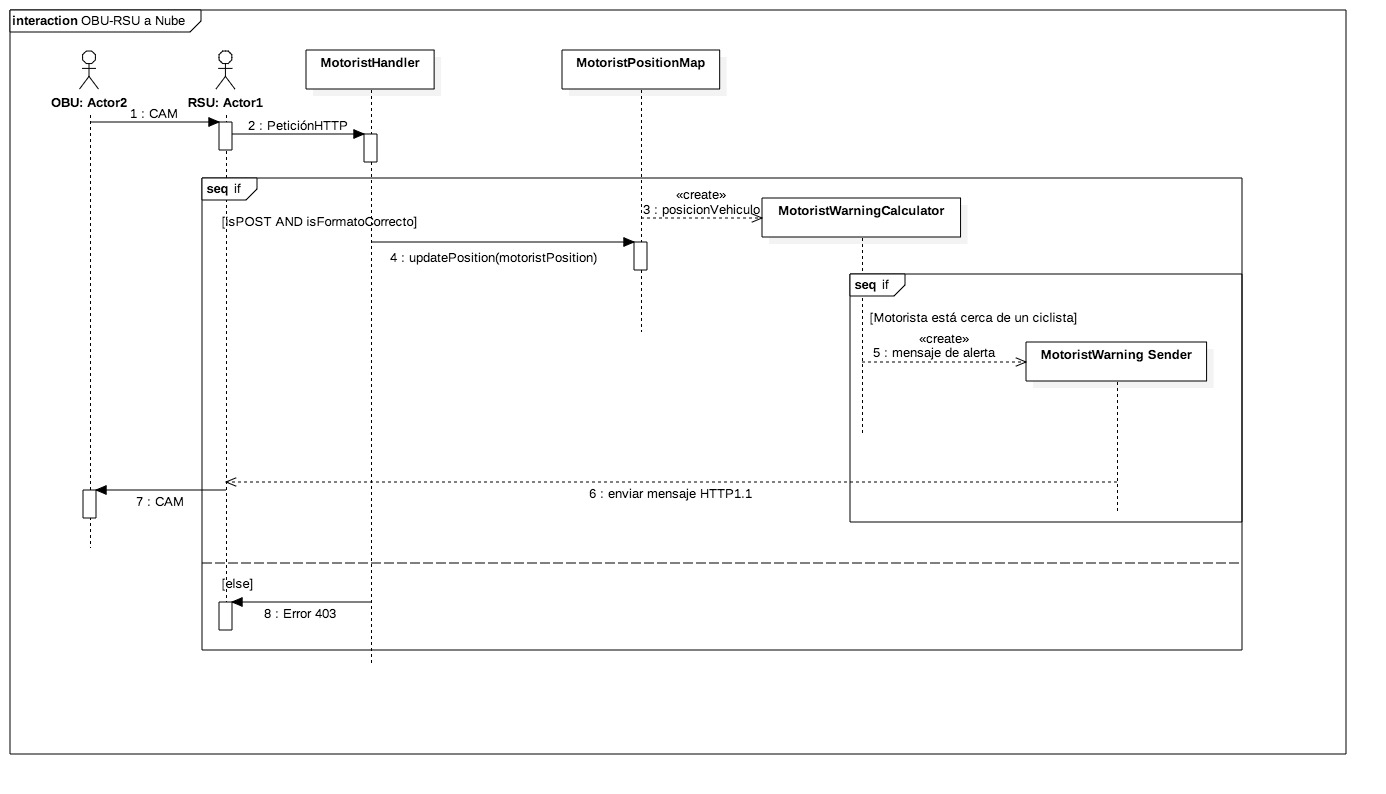 interaction OBU-RSU a Nube
MotoristHandler
MotoristPositionMap
OBU: Actor2
RSU: Actor1
1 : CAM
2 : PeticiónHTTP
seq if
«create»
3 : posicionVehiculo
MotoristWarningCalculator
[isPOST AND isFormatoCorrecto]
4 : updatePosition(motoristPosition)
seq if
[Motorista está cerca de un ciclista]
«create»
5 : mensaje de alerta
MotoristWarning Sender
6 : enviar mensaje HTTP1.1
7 : CAM
[else]
8 : Error 403